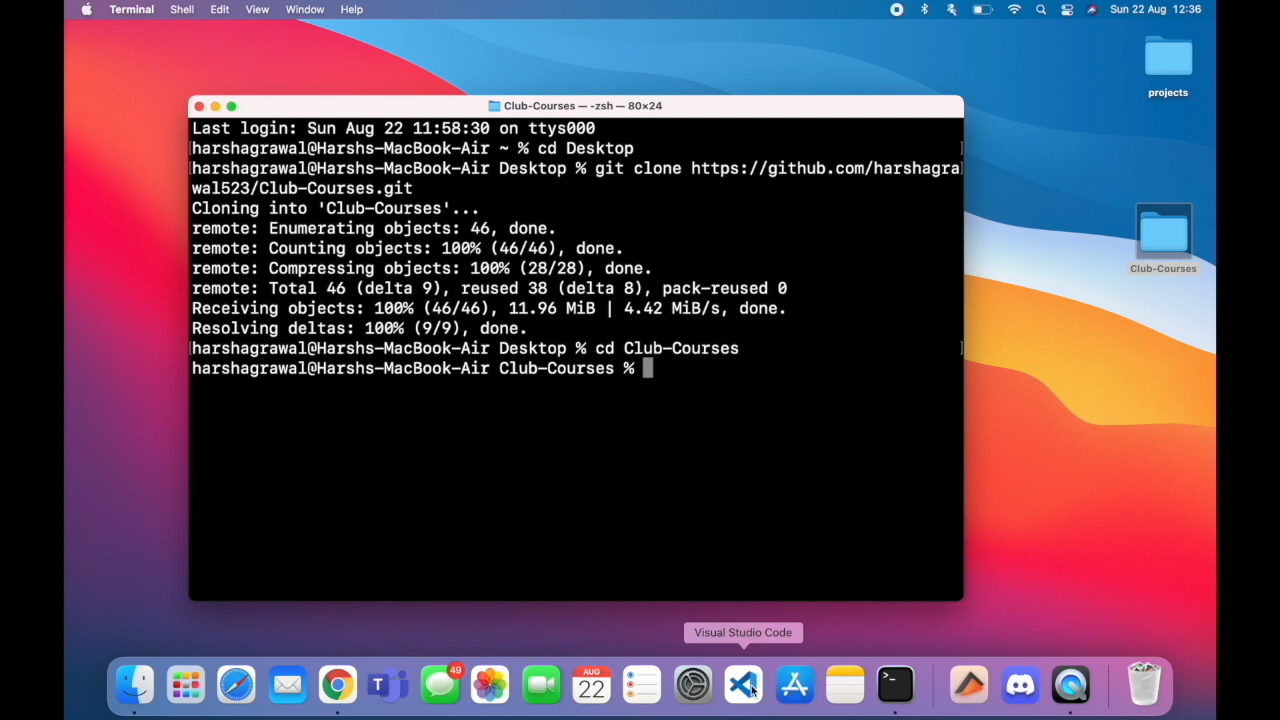 Terminal Shell Edit View Window Help Sun 22 Aug 12:36
projects
Club-Courses — -zsh — 80×24
Last login: Sun Aug 22 11:58:30 on ttys000
harshagrawal@Harshs-MacBook-Air ~ % cd Desktop
harshagrawal@Harshs-MacBook-Air Desktop % git clone https://github.com/harshagra
wal523/Club-Courses.git
Cloning into 'Club-Courses'...
remote: Enumerating objects: 46, done.
remote: Counting objects: 100% (46/46), done.
remote: Compressing objects: 100% (28/28), done.
remote: Total 46 (delta 9), reused 38 (delta 8), pack-reused 0
Receiving objects: 100% (46/46), 11.96 MiB | 4.42 MiB/s, done.
Resolving deltas: 100% (9/9), done.
harshagrawal@Harshs-MacBook-Air Desktop % cd Club-Courses
harshagrawal@Harshs-MacBook-Air Club-Courses %
Club-Courses
Visual Studio Code
49
AUG
22
T
>_